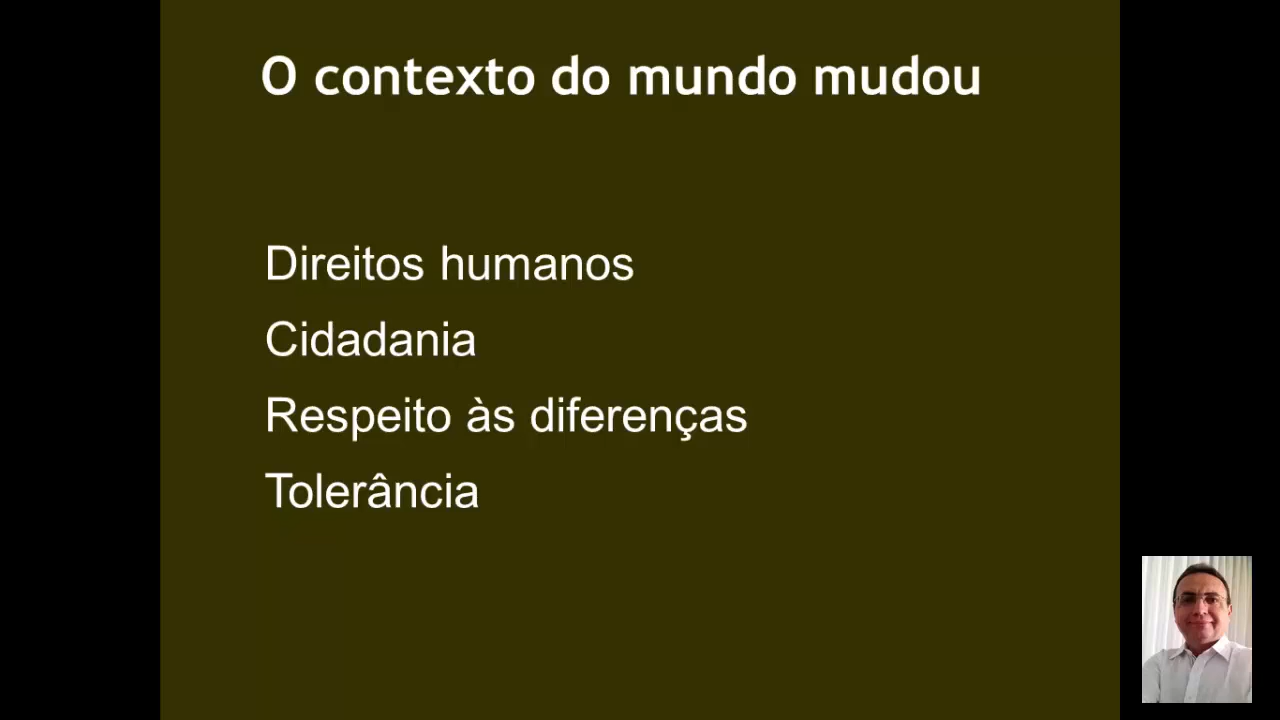 O contexto do mundo mudou
Direitos humanos
Cidadania
Respeito às diferenças
Tolerância